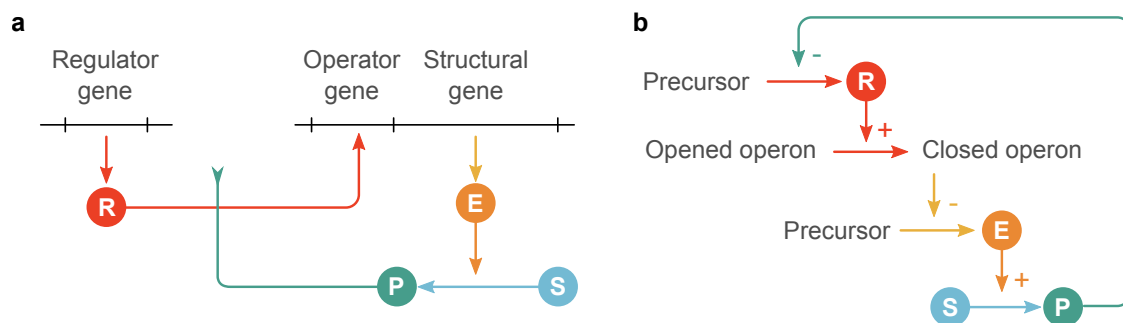 a
Regulator
gene
Operator
gene
Structural
gene
R
E
P
S
b
-
Precursor
R
+
Opened operon
Closed operon
-
Precursor
E
+
S
P